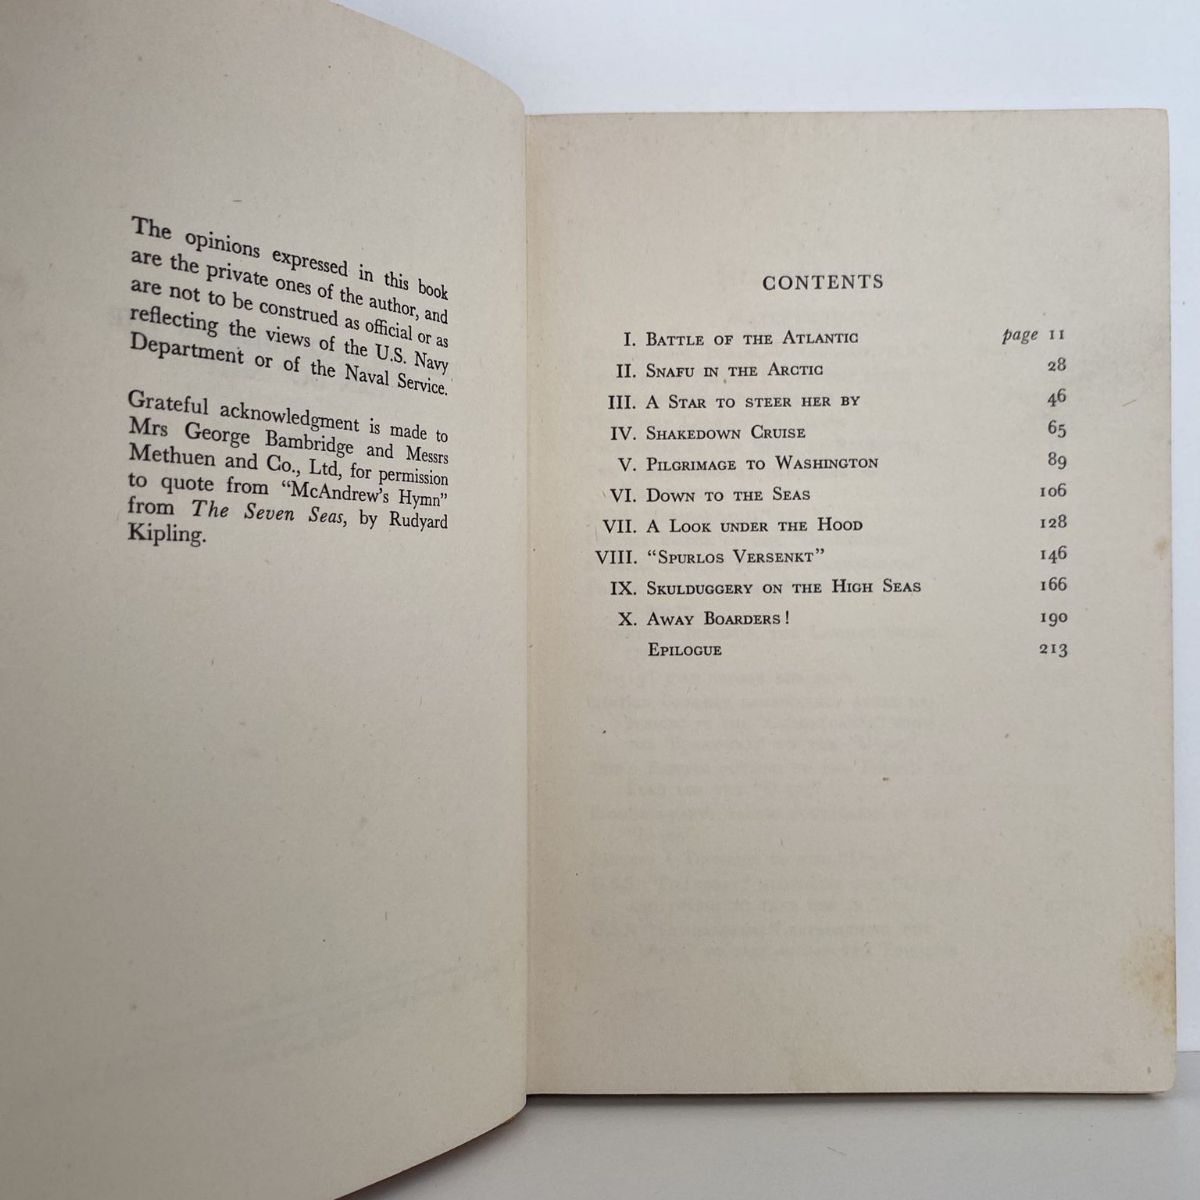 The opinions expressed in this book
are the private ones of the author, and
are not to be construed as official or as
reflecting the views of the U.S. Navy
Department or of the Naval Service.
Grateful acknowledgment is made to
Mrs George Bambridge and Messrs
Methuen and Co., Ltd, for permission
to quote from “McAndrew’s Hymn”
from The Seven Seas, by Rudyard
Kipling.
CONTENTS
I. Battle of the Atlantic page 11
II. Snafu in the Arctic 28
III. A Star to steer her by 46
IV. Shakedown Cruise 65
V. Pilgrimage to Washington 89
VI. Down to the Seas 106
VII. A Look under the Hood 128
VIII. “Spurlos Versenkt” 146
IX. Skulduggery on the High Seas 166
X. Away Boarders! 190
Epilogue 213